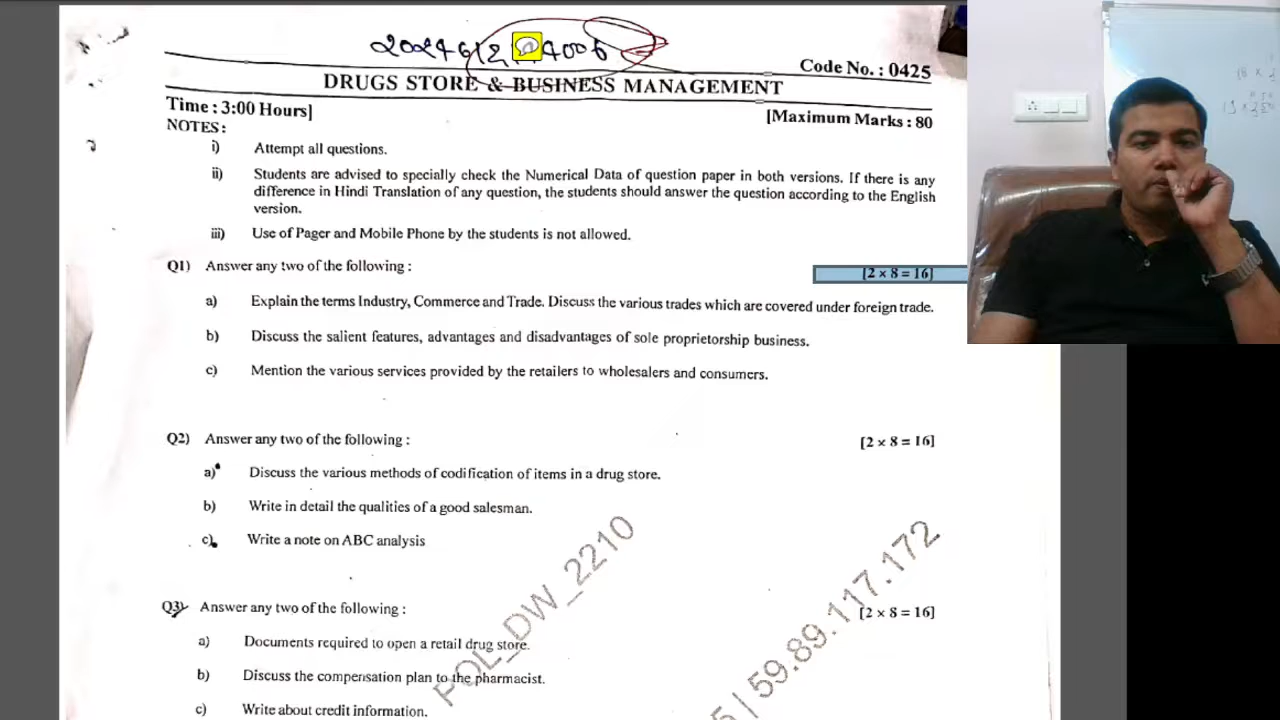 Code No. : 0425
DRUGS STORE & BUSINESS MANAGEMENT
Time : 3:00 Hours]
[Maximum Marks : 80
NOTES :
i) Attempt all questions.
ii) Students are advised to specially check the Numerical Data of question paper in both versions. If there is any
difference in Hindi Translation of any question, the students should answer the question according to the English
version.
iii) Use of Pager and Mobile Phone by the students is not allowed.
Q1) Answer any two of the following :
[2 × 8 = 16]
a) Explain the terms Industry, Commerce and Trade. Discuss the various trades which are covered under foreign trade.
b) Discuss the salient features, advantages and disadvantages of sole proprietorship business.
c) Mention the various services provided by the retailers to wholesalers and consumers.
Q2) Answer any two of the following :
[2 × 8 = 16]
a) Discuss the various methods of codification of items in a drug store.
b) Write in detail the qualities of a good salesman.
c) Write a note on ABC analysis
Q3) Answer any two of the following :
[2 × 8 = 16]
a) Documents required to open a retail drug store.
b) Discuss the compensation plan to the pharmacist.
c) Write about credit information.
PQL_DW_2210
| 59.89.117.172